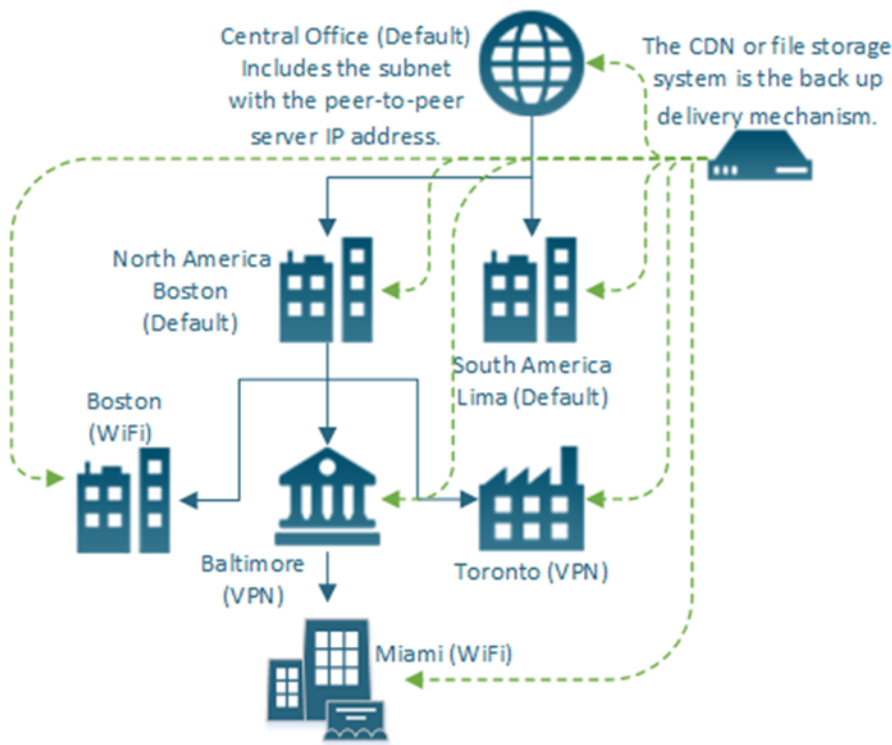 Central Office (Default)
Includes the subnet
with the peer-to-peer
server IP address.
The CDN or file storage
system is the back up
delivery mechanism.
North America
Boston
(Default)
South America
Lima (Default)
Boston
(WiFi)
Baltimore
(VPN)
Toronto (VPN)
Miami (WiFi)